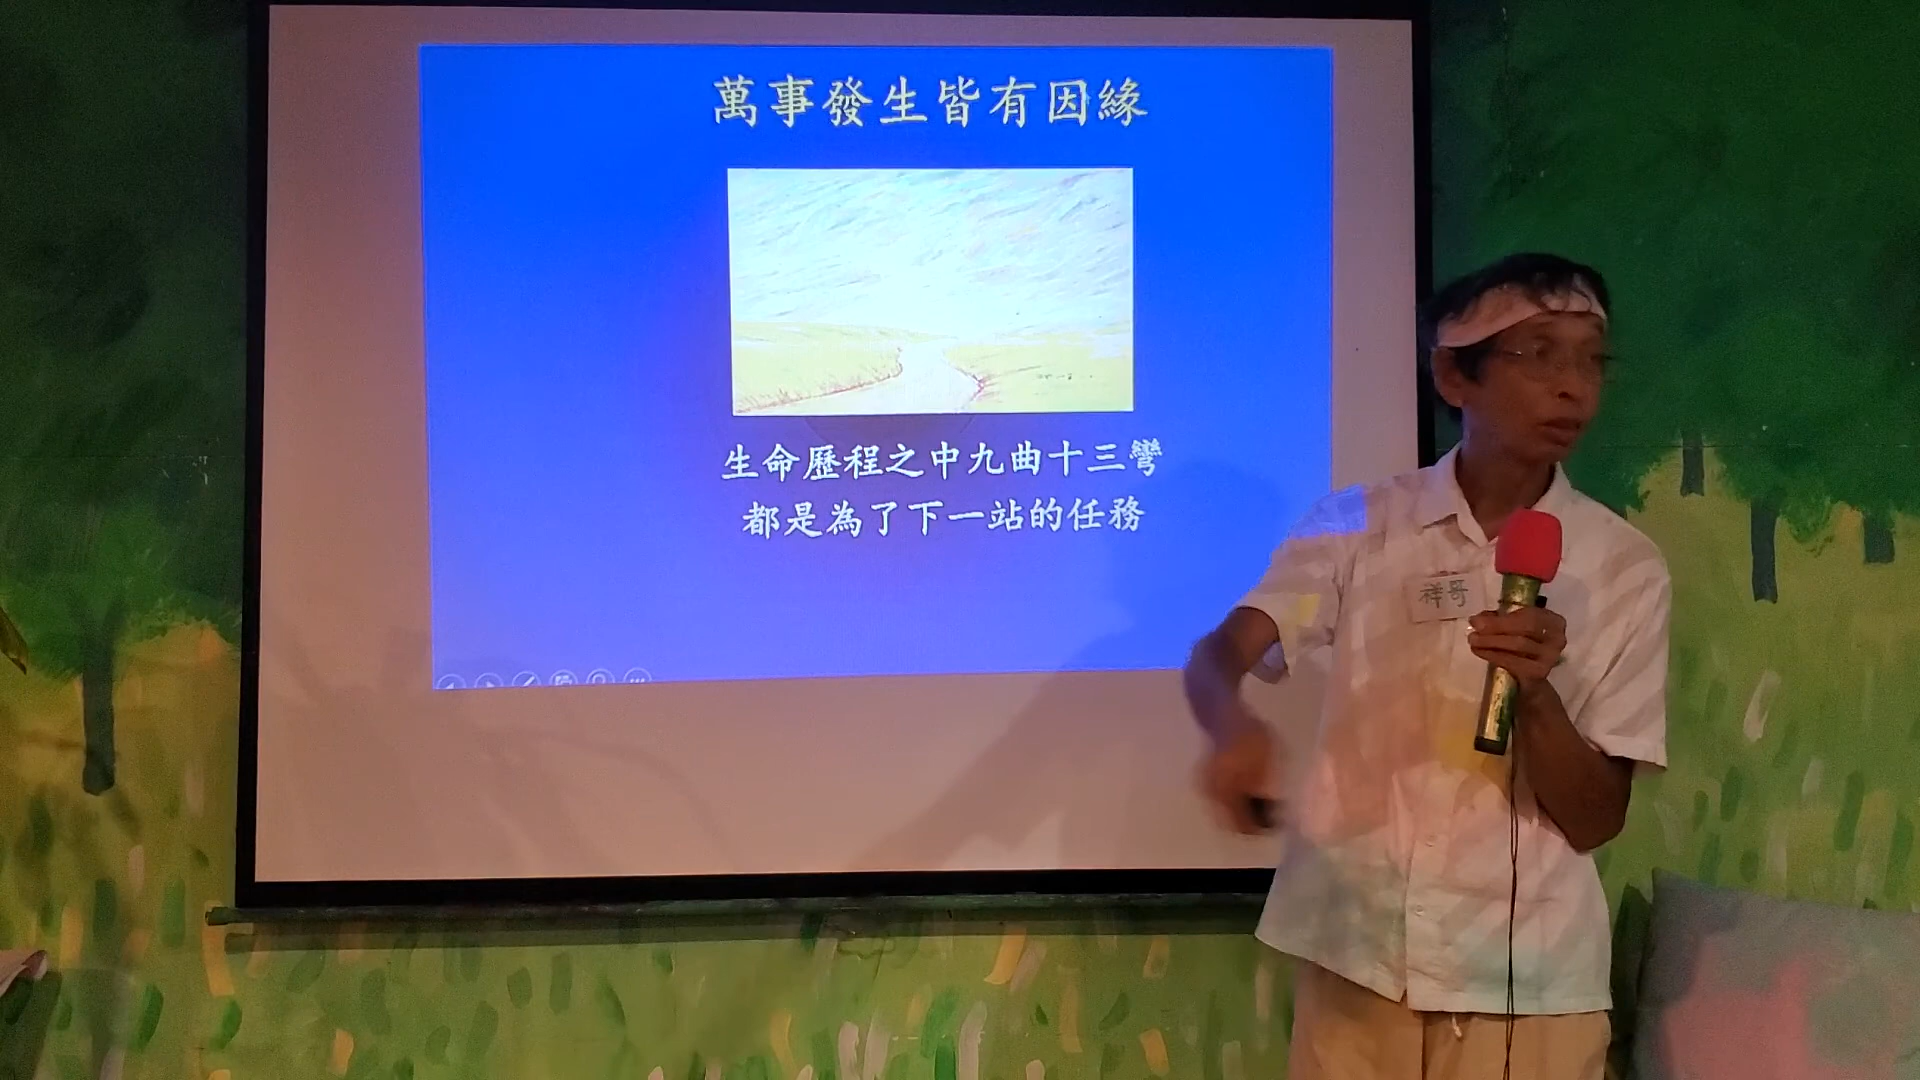 萬事發生皆有因緣
生命歷程之中九曲十三彎
都是為了下一站的任務
祥哥